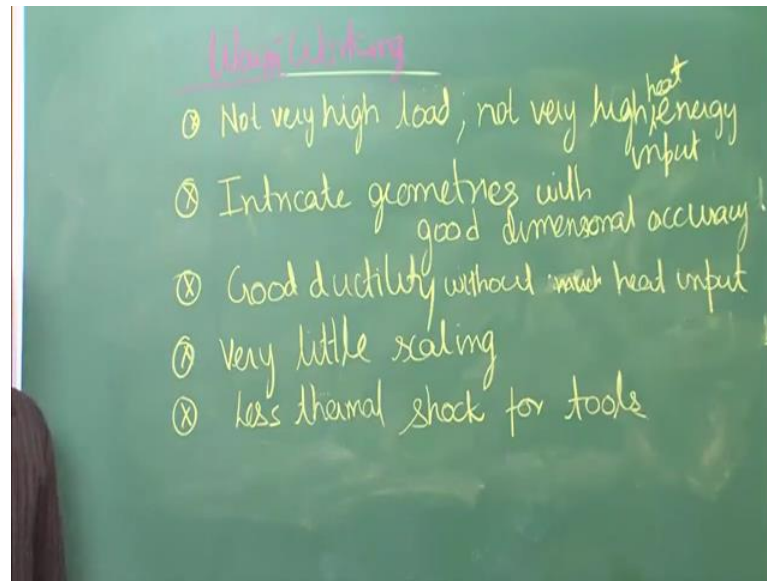 Warm Working
⊗ Not very high load, not very high heat energy
input
⊗ Intricate geometries with
good dimensional accuracy!
⊗ Good ductility without much heat input
⊗ Very little scaling
⊗ Less thermal shock for tools